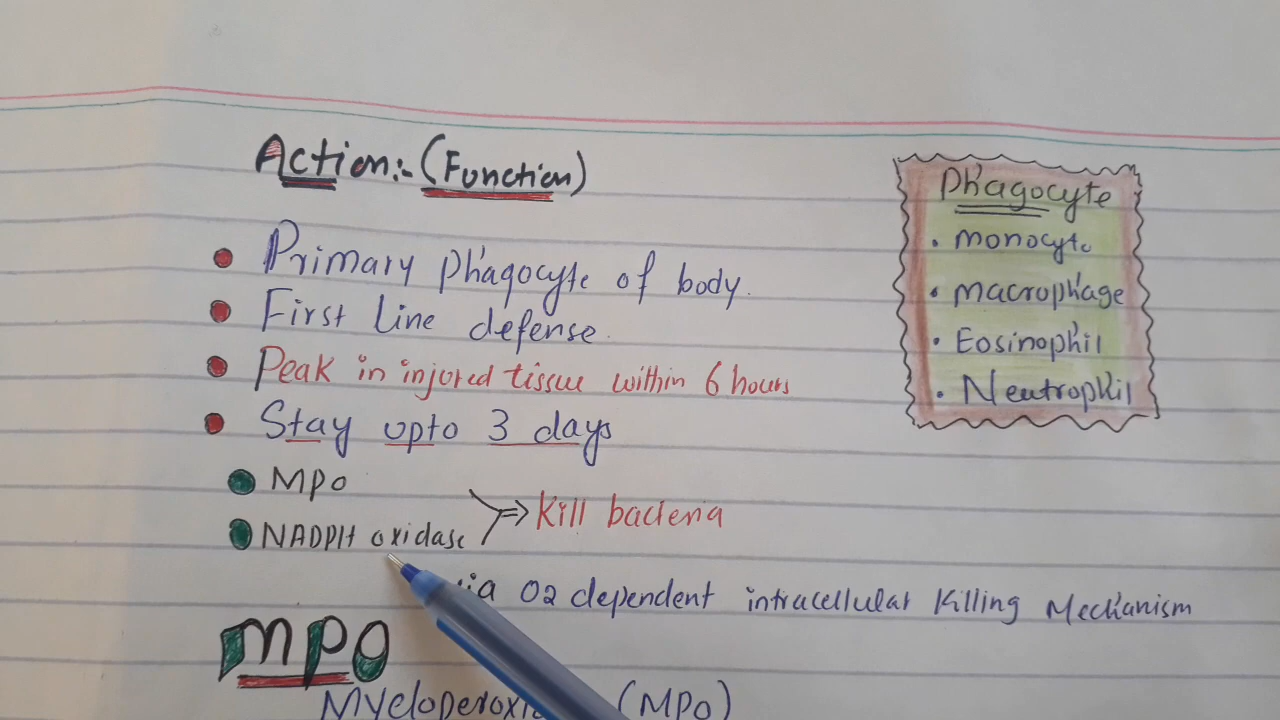 Action:- (Function)
Primary phagocyte of body.
First Line defense.
Peak in injured tissue within 6 hours
Stay upto 3 days
MPO
NADPH oxidase
⇒ Kill bacteria
O2 dependent intracellular Killing Mechanism
MPO
(MPO)
Phagocyte
• monocyte
• macrophage
• Eosinophil
• Neutrophil